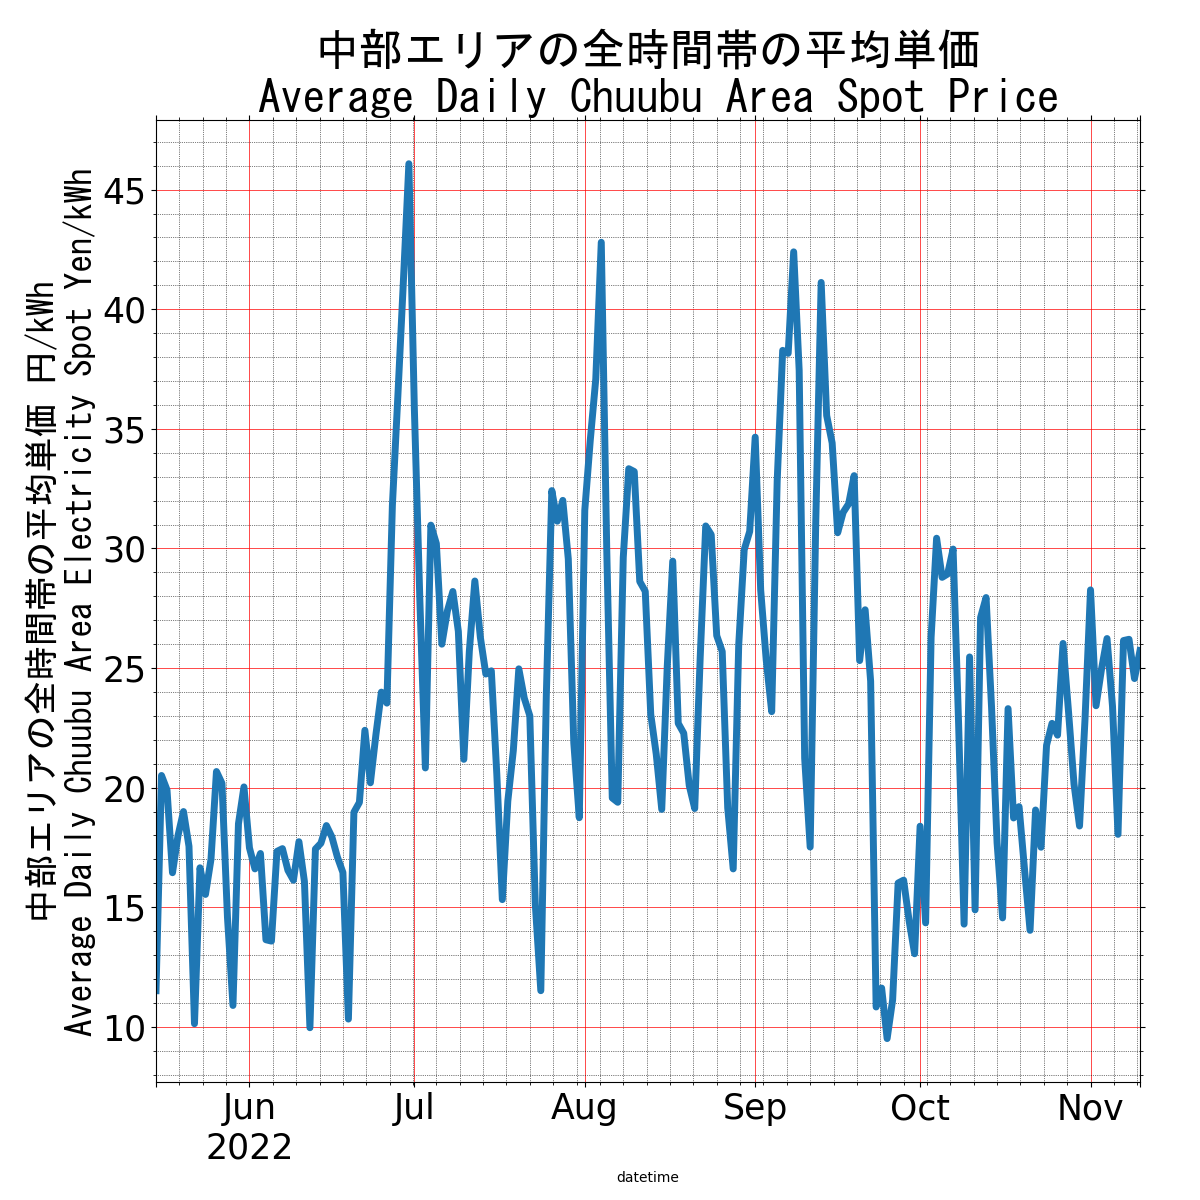 中部エリアの全時間帯の平均単価
Average Daily Chuubu Area Spot Price
中部エリアの全時間帯の平均単価 円/kWh
Average Daily Chuubu Area Electricity Spot Yen/kWh
45
40
35
30
25
20
15
10
Jun
2022
Jul
Aug
Sep
Oct
Nov
datetime